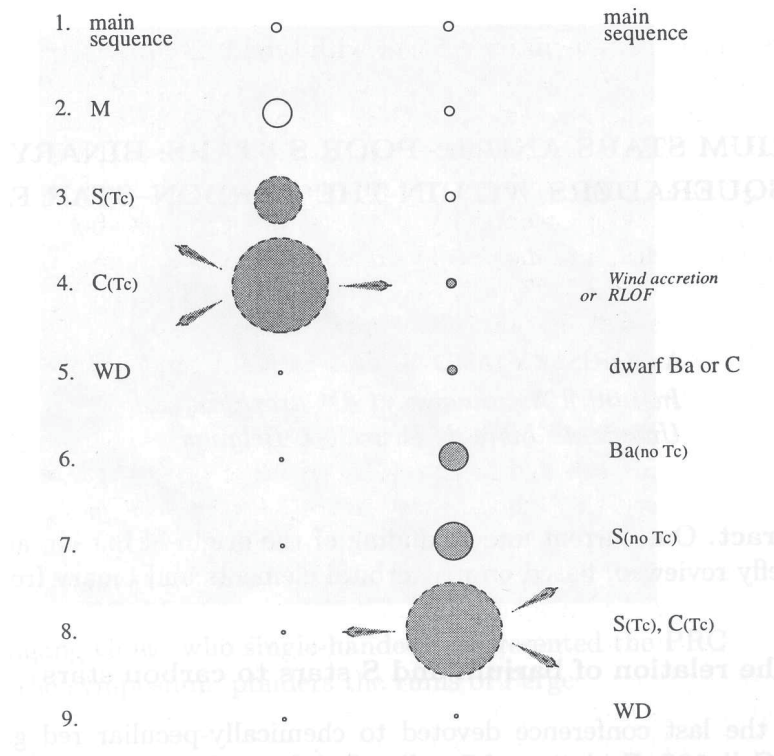 1. main sequence main sequence
2. M
3. S(Tc)
4. C(Tc) Wind accretion or RLOF
5. WD dwarf Ba or C
6. Ba(no Tc)
7. S(no Tc)
8. S(Tc), C(Tc)
9. WD